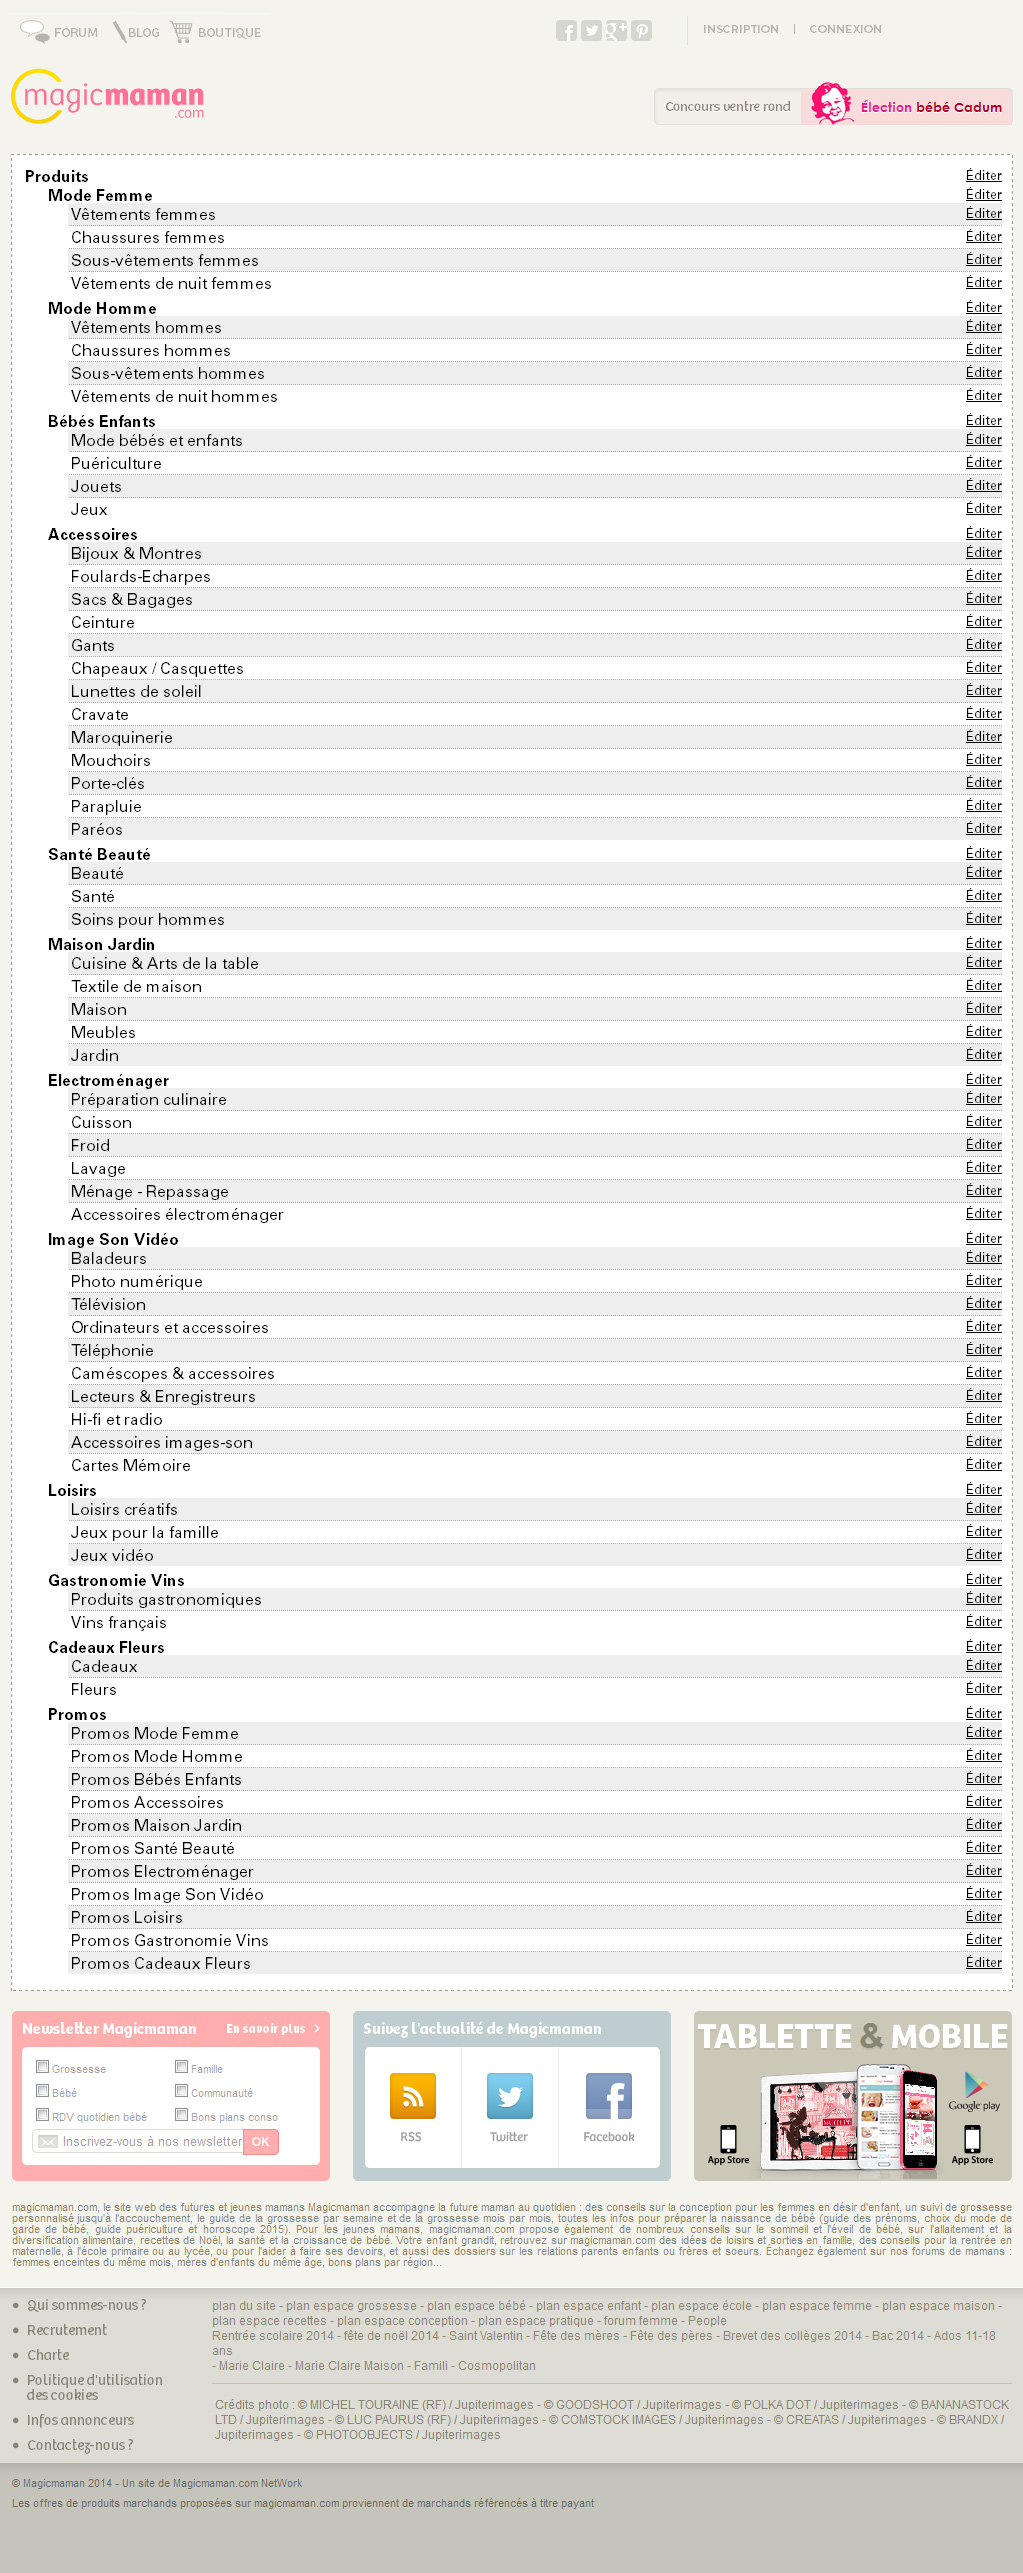 FORUM BLOG BOUTIQUE INSCRIPTION | CONNEXION
magicmaman
.com
Concours ventre rond Élection bébé Cadum
Produits Éditer
Mode Femme Éditer
Vêtements femmes Éditer
Chaussures femmes Éditer
Sous-vêtements femmes Éditer
Vêtements de nuit femmes Éditer
Mode Homme Éditer
Vêtements hommes Éditer
Chaussures hommes Éditer
Sous-vêtements hommes Éditer
Vêtements de nuit hommes Éditer
Bébés Enfants Éditer
Mode bébés et enfants Éditer
Puériculture Éditer
Jouets Éditer
Jeux Éditer
Accessoires Éditer
Bijoux & Montres Éditer
Foulards-Echarpes Éditer
Sacs & Bagages Éditer
Ceinture Éditer
Gants Éditer
Chapeaux / Casquettes Éditer
Lunettes de soleil Éditer
Cravate Éditer
Maroquinerie Éditer
Mouchoirs Éditer
Porte-clés Éditer
Parapluie Éditer
Paréos Éditer
Santé Beauté Éditer
Beauté Éditer
Santé Éditer
Soins pour hommes Éditer
Maison Jardin Éditer
Cuisine & Arts de la table Éditer
Textile de maison Éditer
Maison Éditer
Meubles Éditer
Jardin Éditer
Electroménager Éditer
Préparation culinaire Éditer
Cuisson Éditer
Froid Éditer
Lavage Éditer
Ménage - Repassage Éditer
Accessoires électroménager Éditer
Image Son Vidéo Éditer
Baladeurs Éditer
Photo numérique Éditer
Télévision Éditer
Ordinateurs et accessoires Éditer
Téléphonie Éditer
Caméscopes & accessoires Éditer
Lecteurs & Enregistreurs Éditer
Hi-fi et radio Éditer
Accessoires images-son Éditer
Cartes Mémoire Éditer
Loisirs Éditer
Loisirs créatifs Éditer
Jeux pour la famille Éditer
Jeux vidéo Éditer
Gastronomie Vins Éditer
Produits gastronomiques Éditer
Vins français Éditer
Cadeaux Fleurs Éditer
Cadeaux Éditer
Fleurs Éditer
Promos Éditer
Promos Mode Femme Éditer
Promos Mode Homme Éditer
Promos Bébés Enfants Éditer
Promos Accessoires Éditer
Promos Maison Jardin Éditer
Promos Santé Beauté Éditer
Promos Electroménager Éditer
Promos Image Son Vidéo Éditer
Promos Loisirs Éditer
Promos Gastronomie Vins Éditer
Promos Cadeaux Fleurs Éditer
Newsletter Magicmaman En savoir plus >
Grossesse Famille
Bébé Communauté
RDV quotidien bébé Bons plans conso
Inscrivez-vous à nos newsletter OK
Suivez l'actualité de Magicmaman
RSS Twitter Facebook
TABLETTE & MOBILE
Google play
App Store App Store
magicmaman.com, le site web des futures et jeunes mamans Magicmaman accompagne la future maman au quotidien : des conseils sur la conception pour les femmes en désir d'enfant, un suivi de grossesse
personnalisé jusqu'à l'accouchement, le guide de la grossesse par semaine et de la grossesse mois par mois, toutes les infos pour préparer la naissance de bébé (guide des prénoms, choix du mode de
garde de bébé, guide puériculture et horoscope 2015). Pour les jeunes mamans, magicmaman.com propose également de nombreux conseils sur le sommeil et l'éveil de bébé, sur l'allaitement et la
diversification alimentaire, recettes de Noël, la santé et la croissance de bébé. Votre enfant grandit, retrouvez sur magicmaman.com des idées de loisirs et sorties en famille, des conseils pour la rentrée en
maternelle, à l'école primaire ou au lycée, ou pour l'aider à faire ses devoirs, et aussi des dossiers sur les relations parents enfants ou frères et soeurs. Échangez également sur nos forums de mamans :
femmes enceintes du même mois, mères d'enfants du même âge, bons plans par région...
Qui sommes-nous ?
Recrutement
Charte
Politique d'utilisation
des cookies
Infos annonceurs
Contactez-nous ?
plan du site - plan espace grossesse - plan espace bébé - plan espace enfant - plan espace école - plan espace femme - plan espace maison -
plan espace recettes - plan espace conception - plan espace pratique - forum femme - People
Rentrée scolaire 2014 - fête de noël 2014 - Saint Valentin - Fête des mères - Fête des pères - Brevet des collèges 2014 - Bac 2014 - Ados 11-18
ans
- Marie Claire - Marie Claire Maison - Famili - Cosmopolitan
Crédits photo : © MICHEL TOURAINE (RF) / Jupiterimages - © GOODSHOOT / Jupiterimages - © POLKA DOT / Jupiterimages - © BANANASTOCK
LTD / Jupiterimages - © LUC PAURUS (RF) / Jupiterimages - © COMSTOCK IMAGES / Jupiterimages - © CREATAS / Jupiterimages - © BRANDX /
Jupiterimages - © PHOTOOBJECTS / Jupiterimages
© Magicmaman 2014 - Un site de Magicmaman.com NetWork
Les offres de produits marchands proposées sur magicmaman.com proviennent de marchands référencés à titre payant